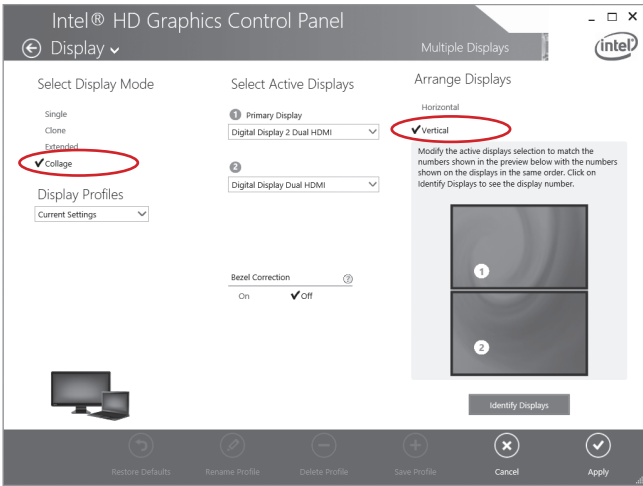 Intel® HD Graphics Control Panel
Display
Multiple Displays
intel®
Select Display Mode
Single
Clone
Extended
Collage
Display Profiles
Current Settings
Select Active Displays
1 Primary Display
Digital Display 2 Dual HDMI
2
Digital Display Dual HDMI
Bezel Correction ?
On
Off
Arrange Displays
Horizontal
Vertical
Modify the active displays selection to match the
numbers shown in the preview below with the numbers
shown on the displays in the same order. Click on
Identify Displays to see the display number.
1
2
Identify Displays
Restore Defaults
Rename Profile
Delete Profile
Save Profile
Cancel
Apply